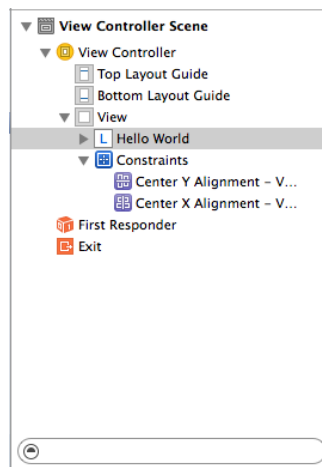 View Controller Scene
View Controller
Top Layout Guide
Bottom Layout Guide
View
L Hello World
Constraints
Center Y Alignment – V...
Center X Alignment – V...
First Responder
Exit